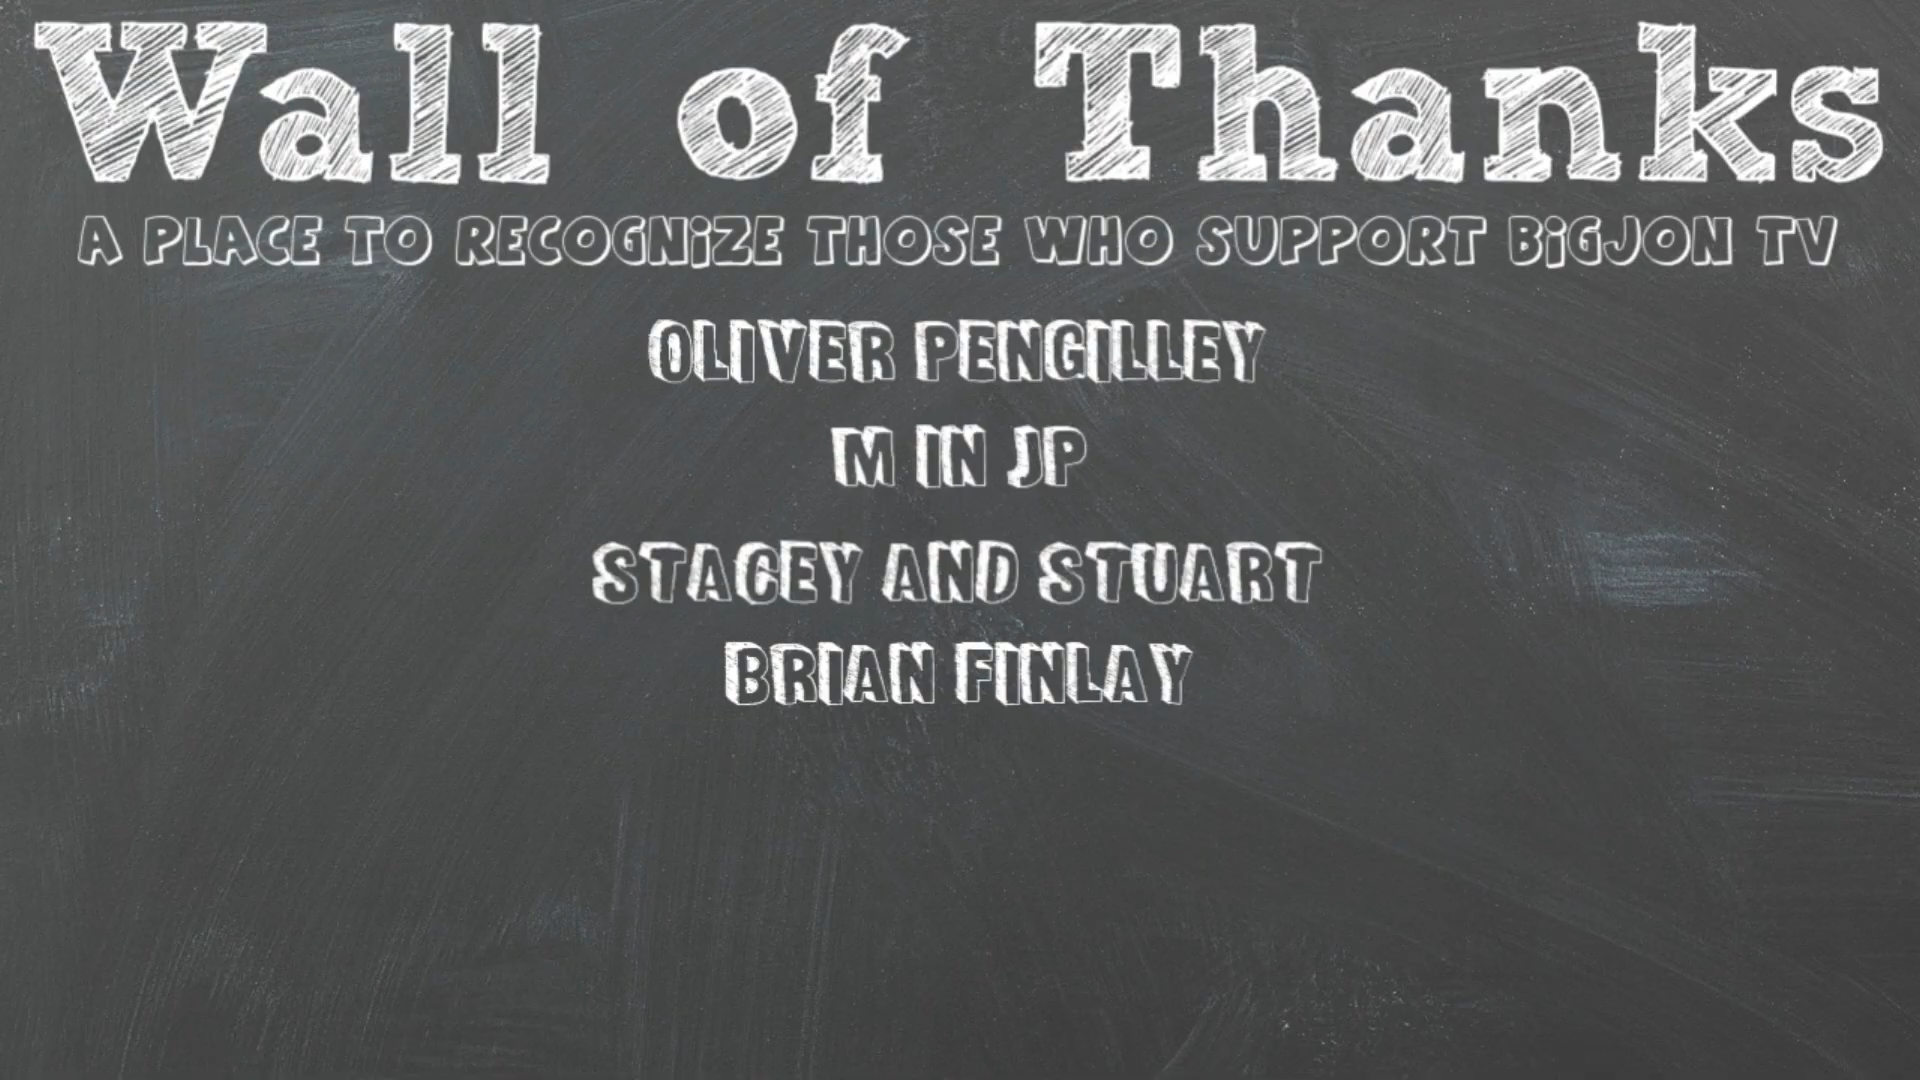 Wall of Thanks
A PLACE TO RECOGNiZE THOSE WHO SUPPORT BiGJON TV
OLIVER PENGILLEY
M IN JP
STACEY AND STUART
BRIAN FINLAY